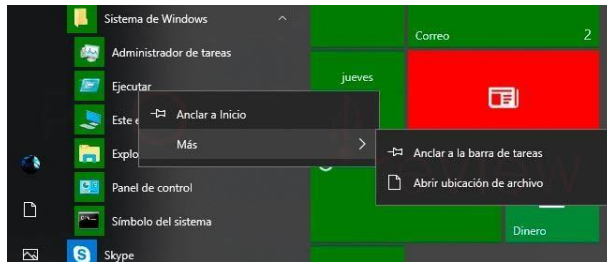 Sistema de Windows
Administrador de tareas
Ejecutar
Anclar a Inicio
Este e
Más
Explo
Panel de control
Símbolo del sistema
Skype
jueves
Correo
2
Anclar a la barra de tareas
Abrir ubicación de archivo
Dinero